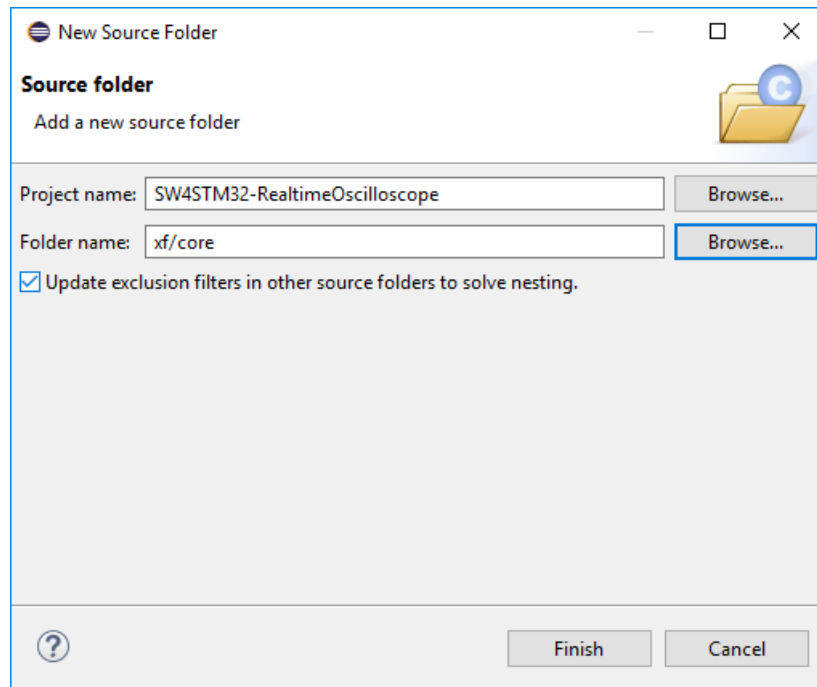 New Source Folder
Source folder
Add a new source folder
C
Project name: SW4STM32-RealtimeOscilloscope Browse...
Folder name: xf/core Browse...
Update exclusion filters in other source folders to solve nesting.
? Finish Cancel